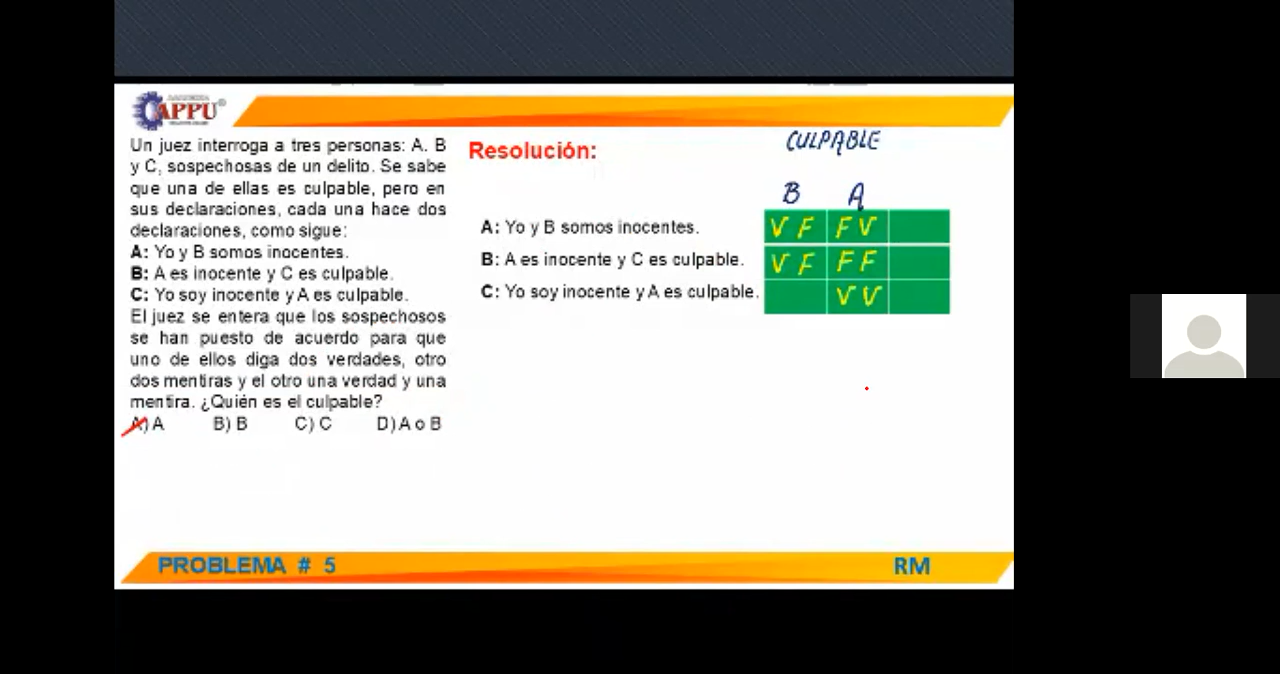 APPU
Un juez interroga a tres personas: A. B
y C, sospechosas de un delito. Se sabe
que una de ellas es culpable, pero en
sus declaraciones, cada una hace dos
declaraciones, como sigue:
A: Yo y B somos inocentes.
B: A es inocente y C es culpable.
C: Yo soy inocente y A es culpable.
El juez se entera que los sospechosos
se han puesto de acuerdo para que
uno de ellos diga dos verdades, otro
dos mentiras y el otro una verdad y una
mentira. ¿Quién es el culpable?
A) A B) B C) C D) A o B
Resolución:
CULPABLE
B A
A: Yo y B somos inocentes. V F F V
B: A es inocente y C es culpable. V F F F
C: Yo soy inocente y A es culpable. V V
PROBLEMA # 5
RM